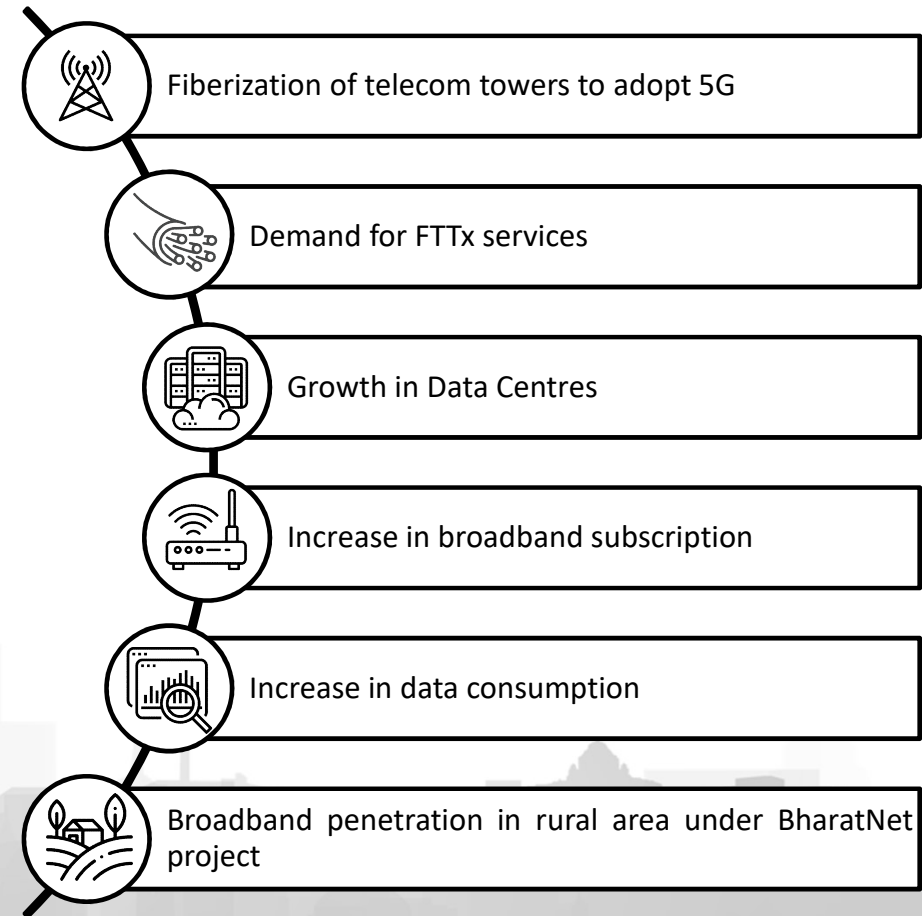 Fiberization of telecom towers to adopt 5G
Demand for FTTx services
Growth in Data Centres
Increase in broadband subscription
Increase in data consumption
Broadband penetration in rural area under BharatNet
project